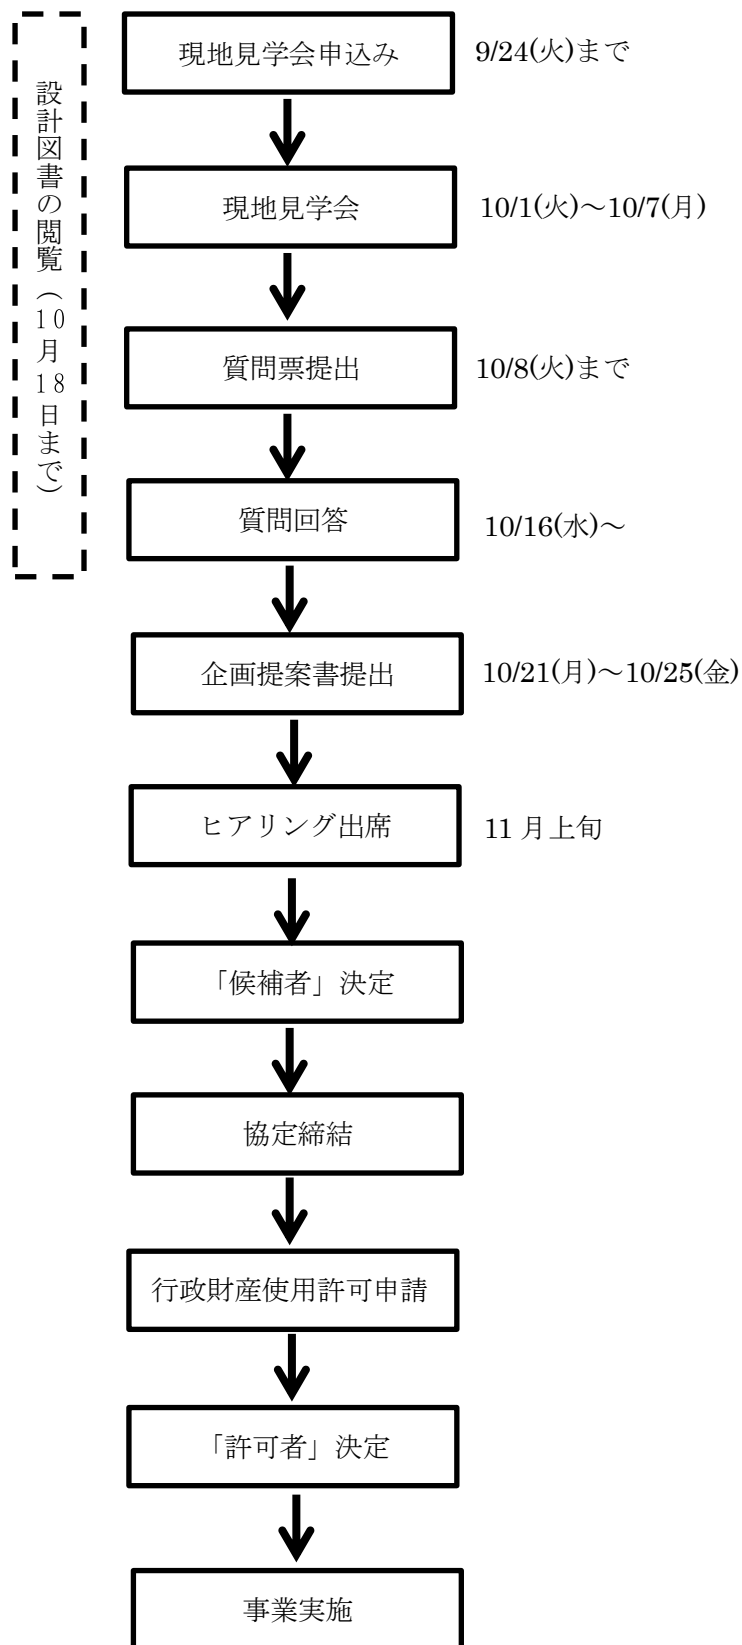 設計図書の閲覧（10月18日まで）
現地見学会申込み 9/24(火)まで
現地見学会 10/1(火)～10/7(月)
質問票提出 10/8(火)まで
質問回答 10/16(水)～
企画提案書提出 10/21(月)～10/25(金)
ヒアリング出席 11月上旬
「候補者」決定
協定締結
行政財産使用許可申請
「許可者」決定
事業実施